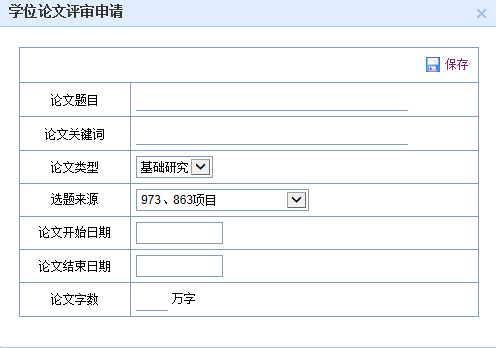 学位论文评审申请
保存
论文题目
论文关键词
论文类型 基础研究
选题来源 973、863项目
论文开始日期
论文结束日期
论文字数 万字